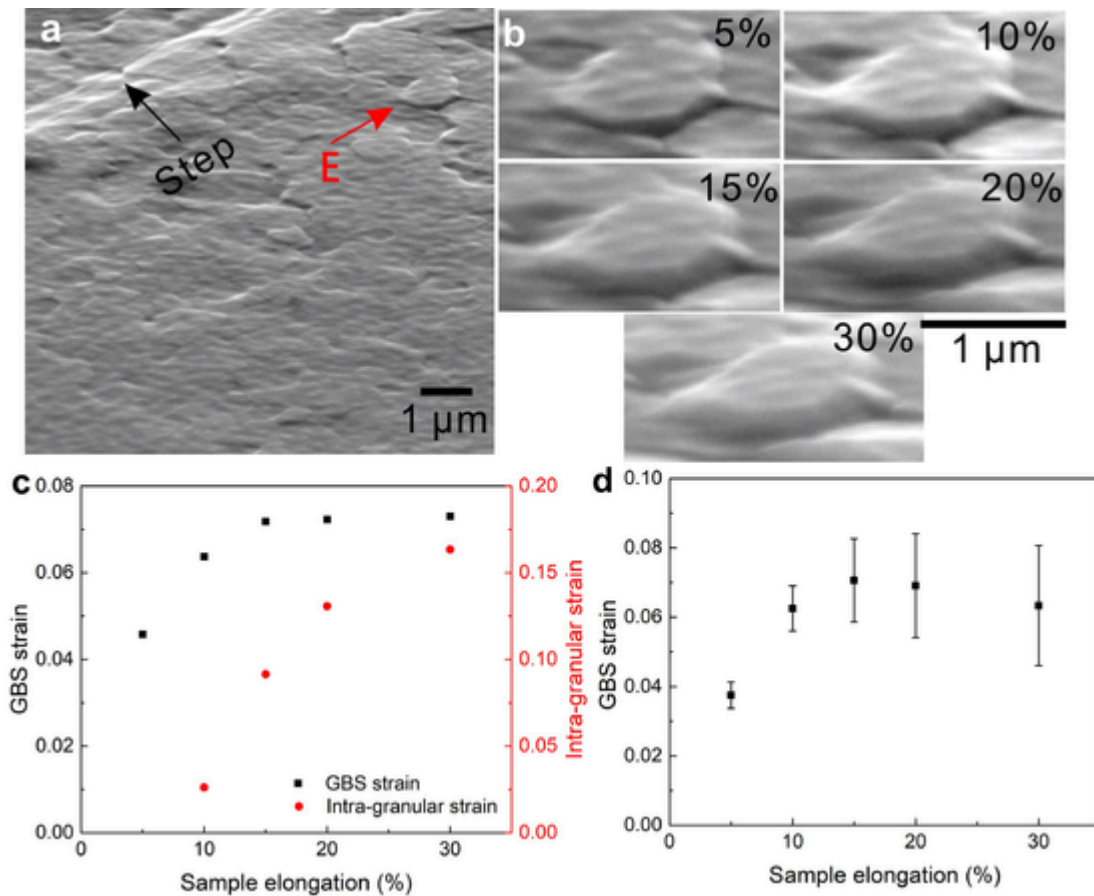 a
Step
E
1 µm
b
5%
10%
15%
20%
30%
1 µm
c
0.08
0.06
0.04
0.02
0.00
GBS strain
0.20
0.15
0.10
0.05
0.00
Intra-granular strain
GBS strain
Intra-granular strain
0 10 20 30
Sample elongation (%)
d
0.10
0.08
0.06
0.04
0.02
0.00
GBS strain
0 10 20 30
Sample elongation (%)